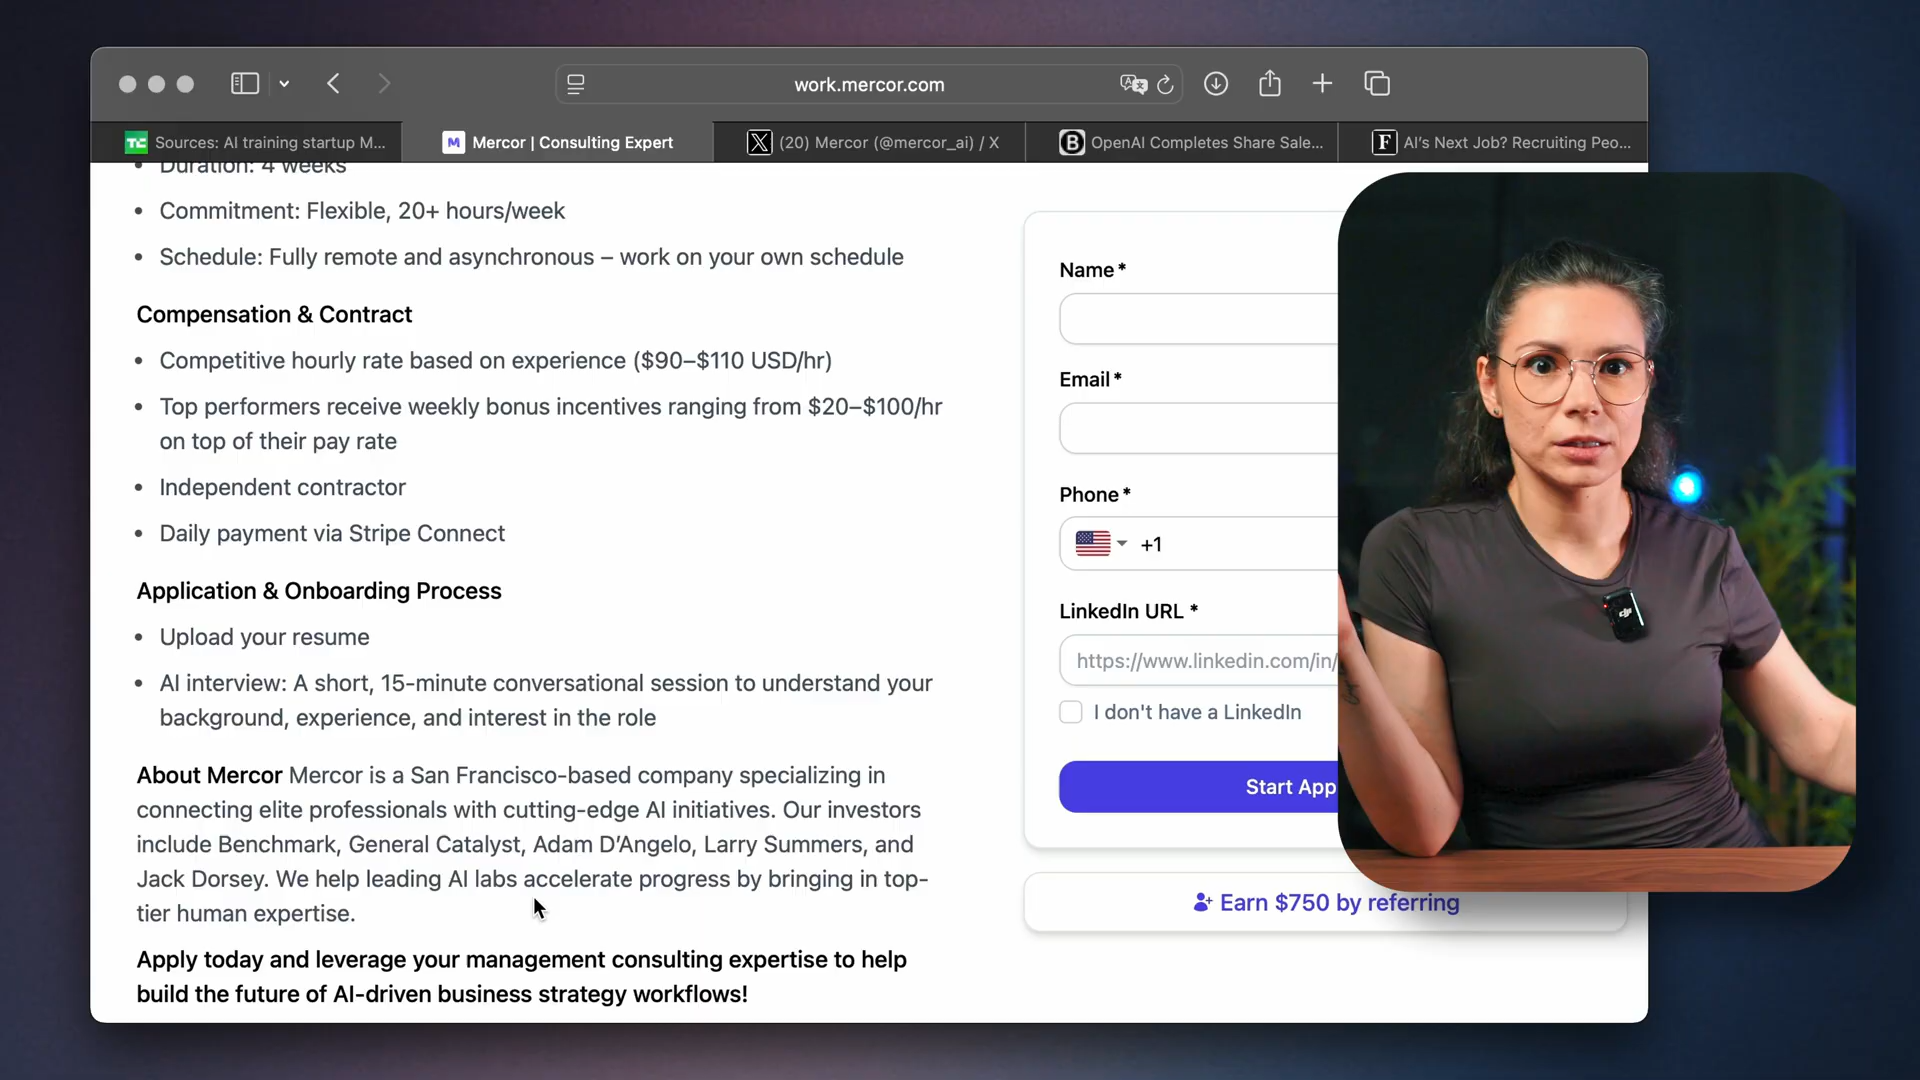 work.mercor.com
Sources: AI training startup M...
Mercor | Consulting Expert
(20) Mercor (@mercor_ai) / X
OpenAI Completes Share Sale...
AI's Next Job? Recruiting Peo...
Duration: 4 weeks
Commitment: Flexible, 20+ hours/week
Schedule: Fully remote and asynchronous – work on your own schedule
Compensation & Contract
Competitive hourly rate based on experience ($90–$110 USD/hr)
Top performers receive weekly bonus incentives ranging from $20–$100/hr
on top of their pay rate
Independent contractor
Daily payment via Stripe Connect
Application & Onboarding Process
Upload your resume
AI interview: A short, 15-minute conversational session to understand your
background, experience, and interest in the role
About Mercor Mercor is a San Francisco-based company specializing in
connecting elite professionals with cutting-edge AI initiatives. Our investors
include Benchmark, General Catalyst, Adam D’Angelo, Larry Summers, and
Jack Dorsey. We help leading AI labs accelerate progress by bringing in top-
tier human expertise.
Apply today and leverage your management consulting expertise to help
build the future of AI-driven business strategy workflows!
Name *
Email *
Phone *
+1
LinkedIn URL *
https://www.linkedin.com/in/
I don't have a LinkedIn
Start App
Earn $750 by referring